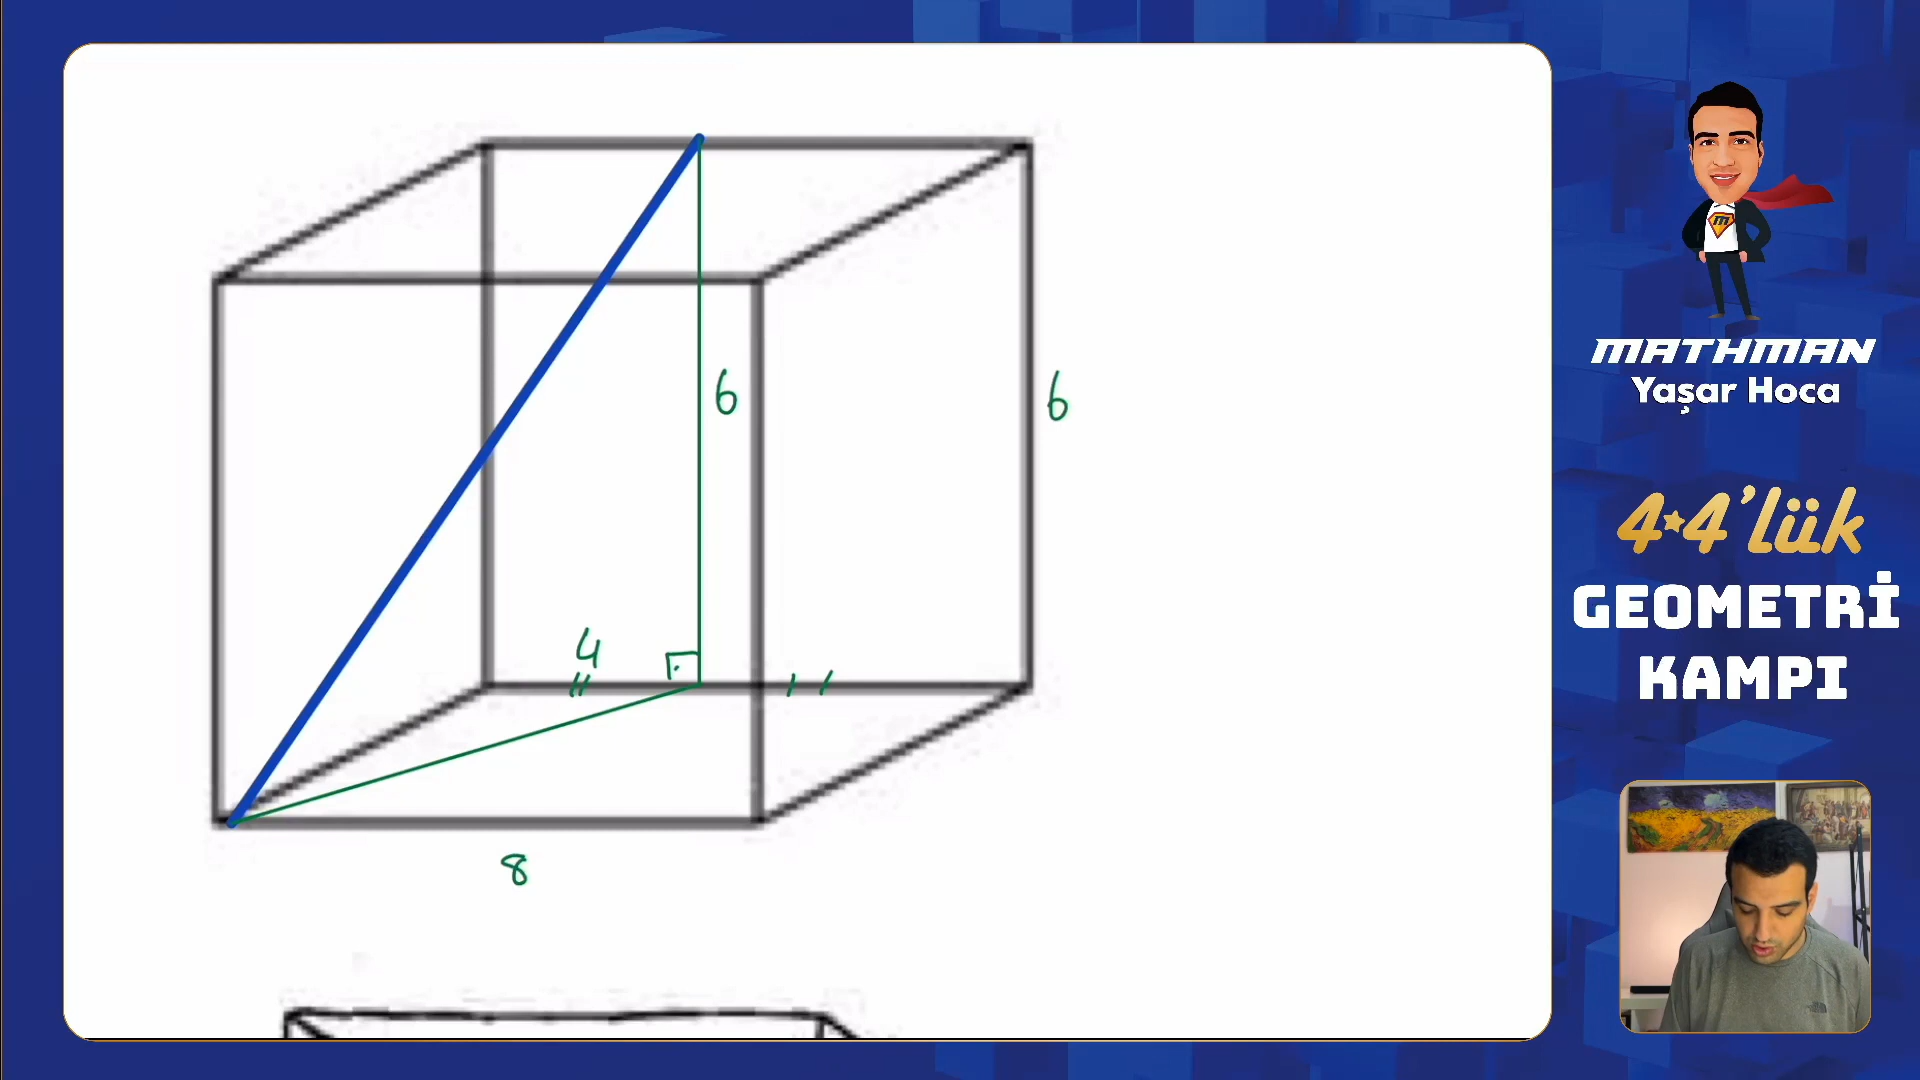 6
6
4
8
MATHMAN
Yaşar Hoca
4★4'lük
GEOMETRİ
KAMPI